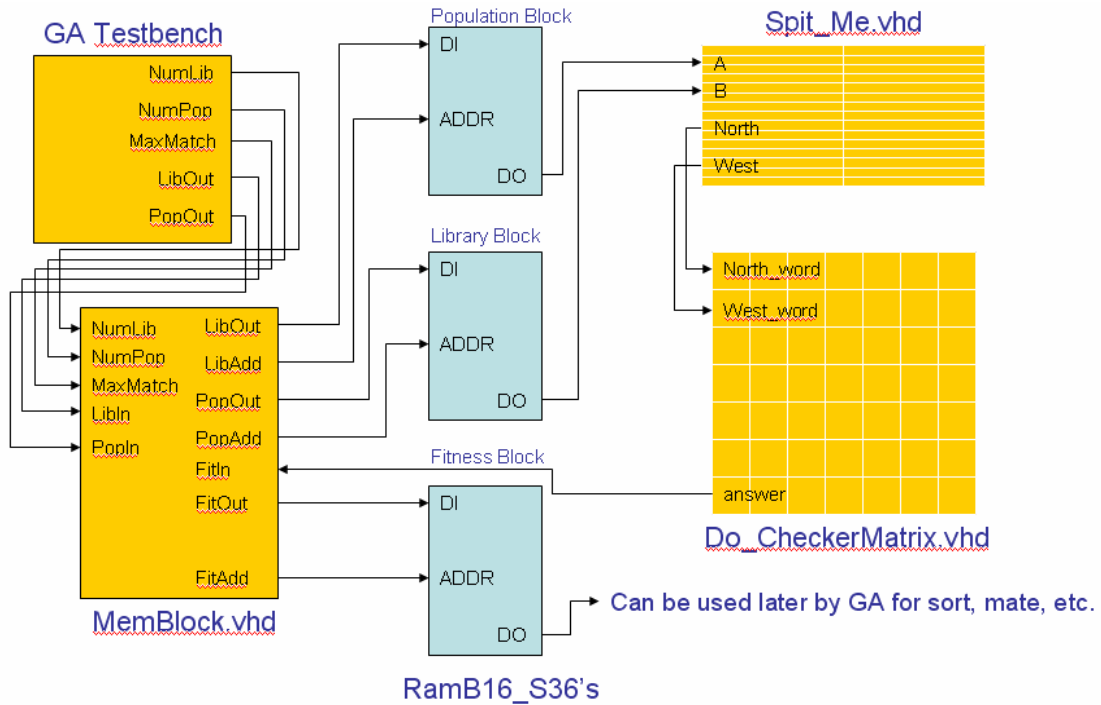 GA Testbench
NumLib
NumPop
MaxMatch
LibOut
PopOut
NumLib
NumPop
MaxMatch
LibIn
PopIn
LibOut
LibAdd
PopOut
PopAdd
FitIn
FitOut
FitAdd
MemBlock.vhd
Population Block
DI
ADDR
DO
Library Block
DI
ADDR
DO
Fitness Block
DI
ADDR
DO
RamB16_S36's
Spit_Me.vhd
A
B
North
West
North_word
West_word
answer
Do_CheckerMatrix.vhd
Can be used later by GA for sort, mate, etc.